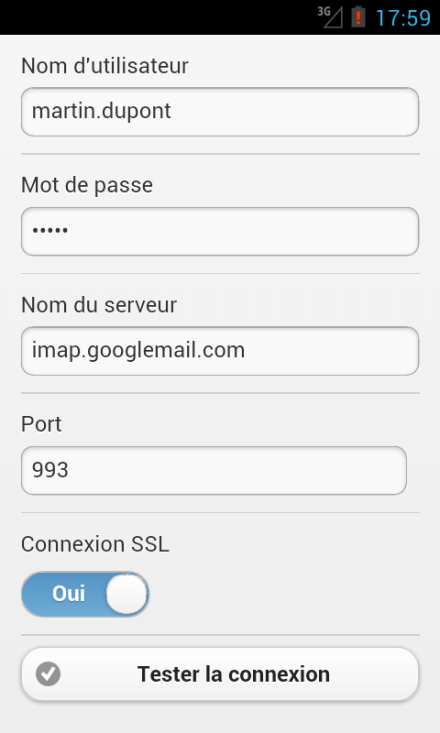 3G 17:59
Nom d'utilisateur
martin.dupont
Mot de passe
•••••
Nom du serveur
imap.googlemail.com
Port
993
Connexion SSL
Oui
Tester la connexion